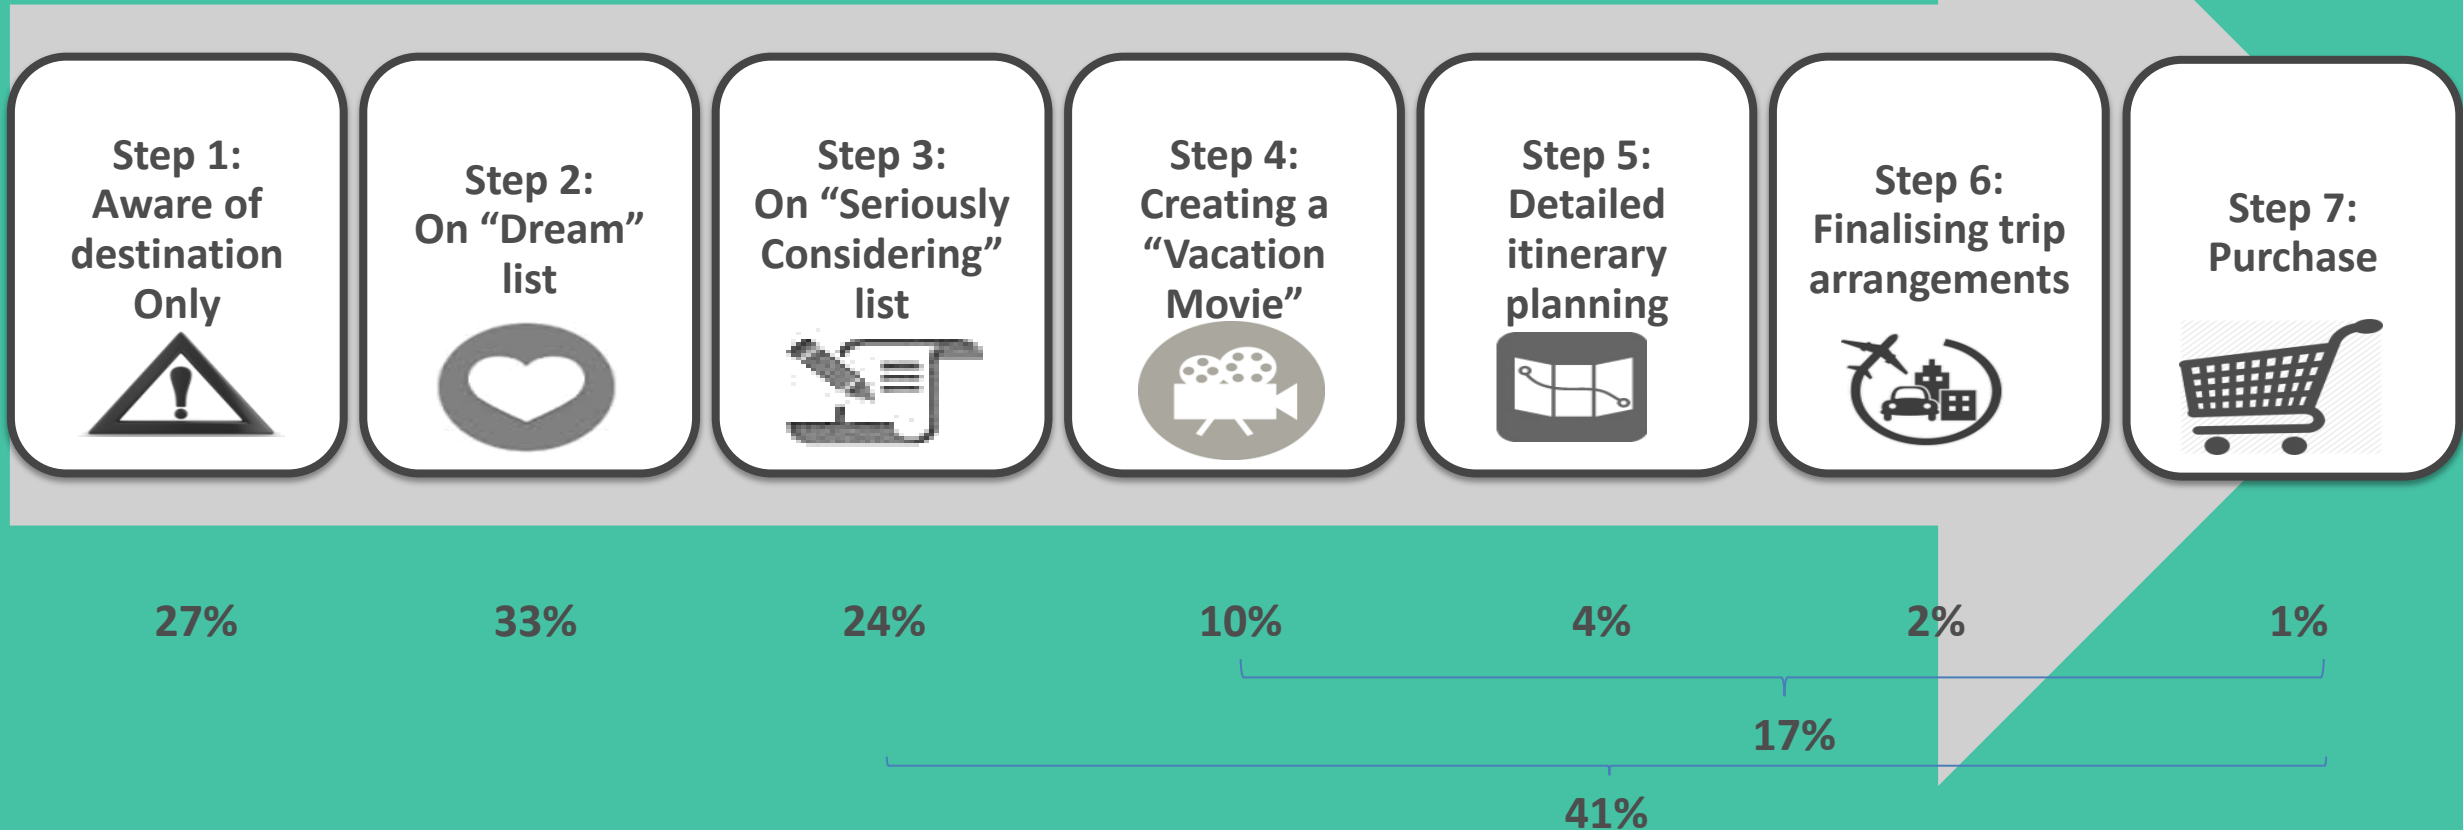 Step 1:
Aware of
destination
Only
Step 2:
On “Dream”
list
Step 3:
On “Seriously
Considering”
list
Step 4:
Creating a
“Vacation
Movie”
Step 5:
Detailed
itinerary
planning
Step 6:
Finalising trip
arrangements
Step 7:
Purchase
27%
33%
24%
10%
4%
2%
1%
17%
41%